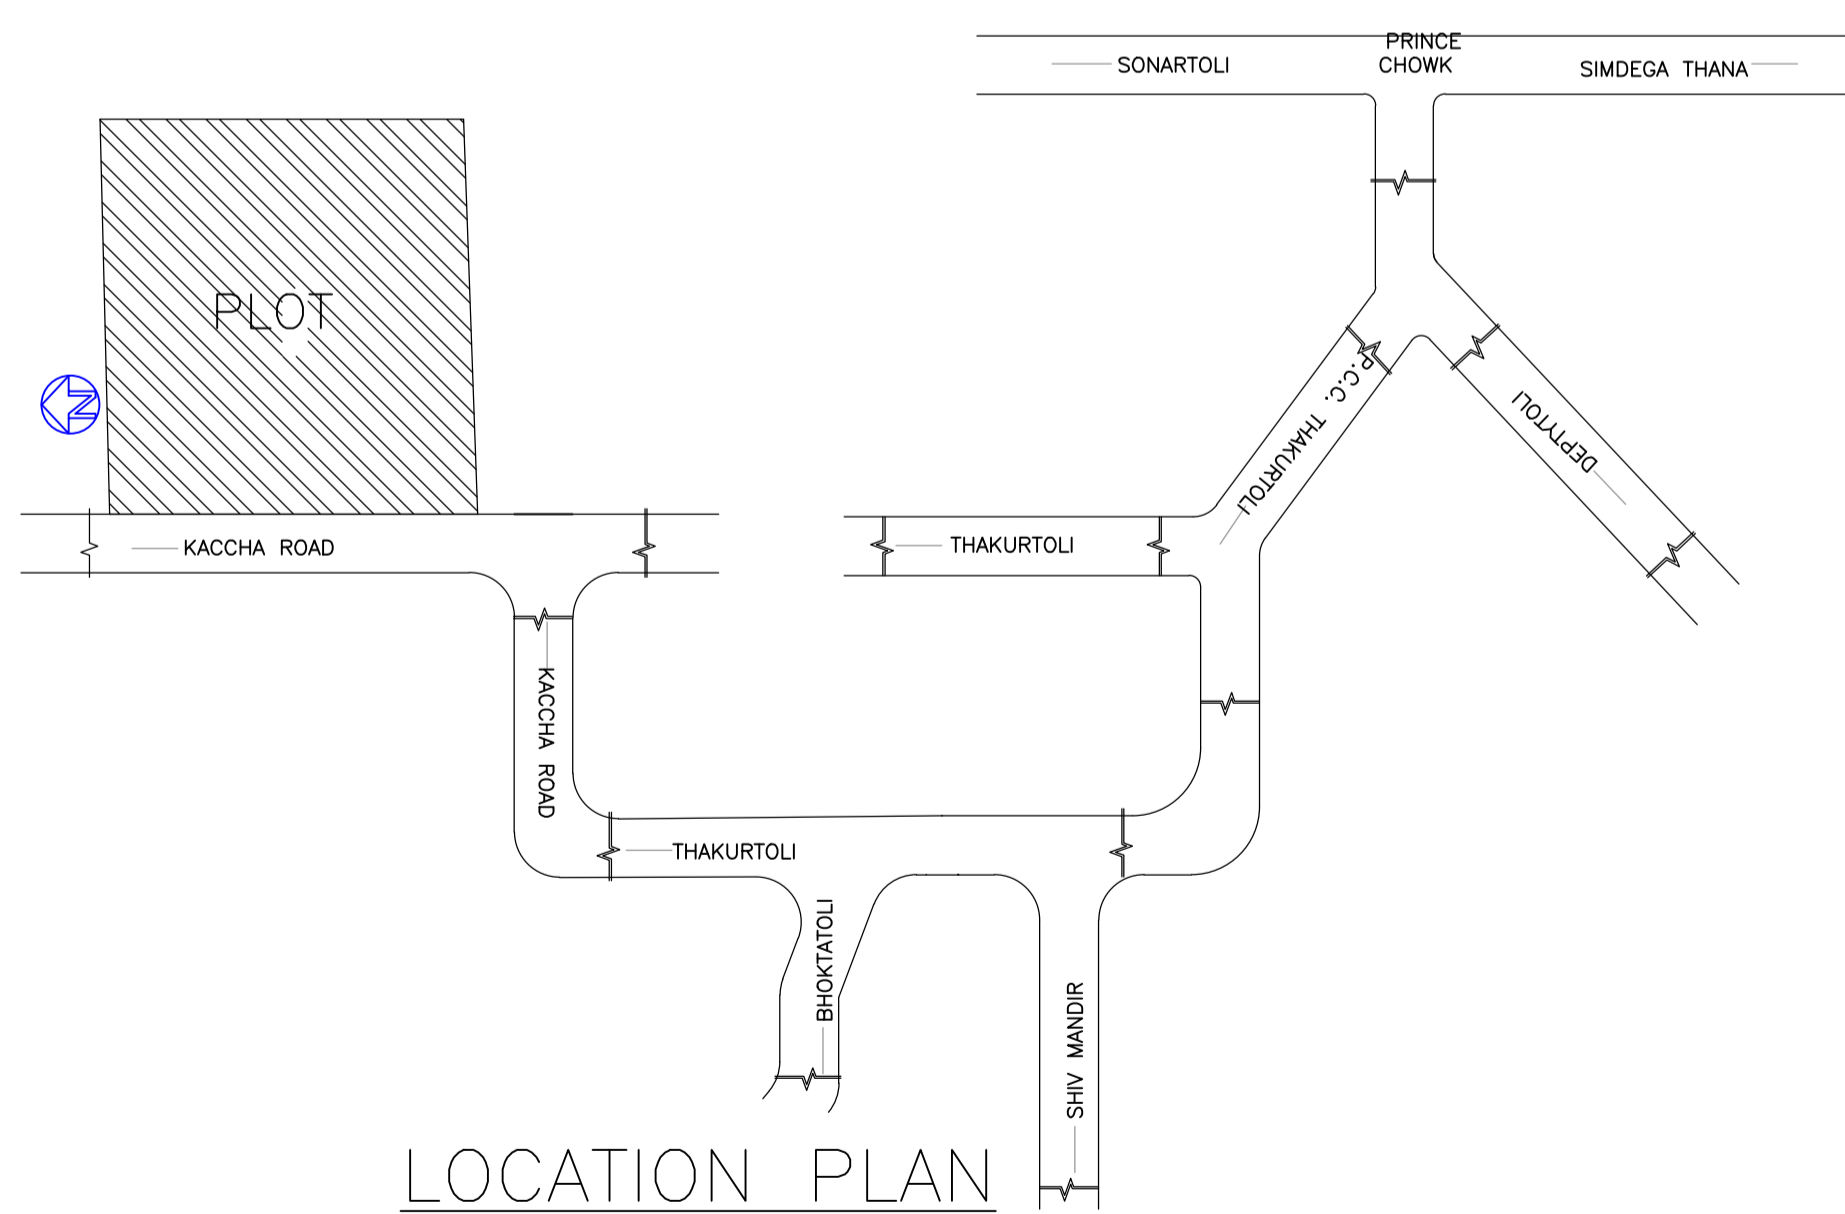 PRINCE
CHOWK
SONARTOLI
SIMDEGA THANA
PLOT
N
P.C.C. THAKURTOLI
DEPTYTOLI
KACCHA ROAD
THAKURTOLI
KACCHA ROAD
THAKURTOLI
BHOKTATOLI
SHIV MANDIR
LOCATION PLAN